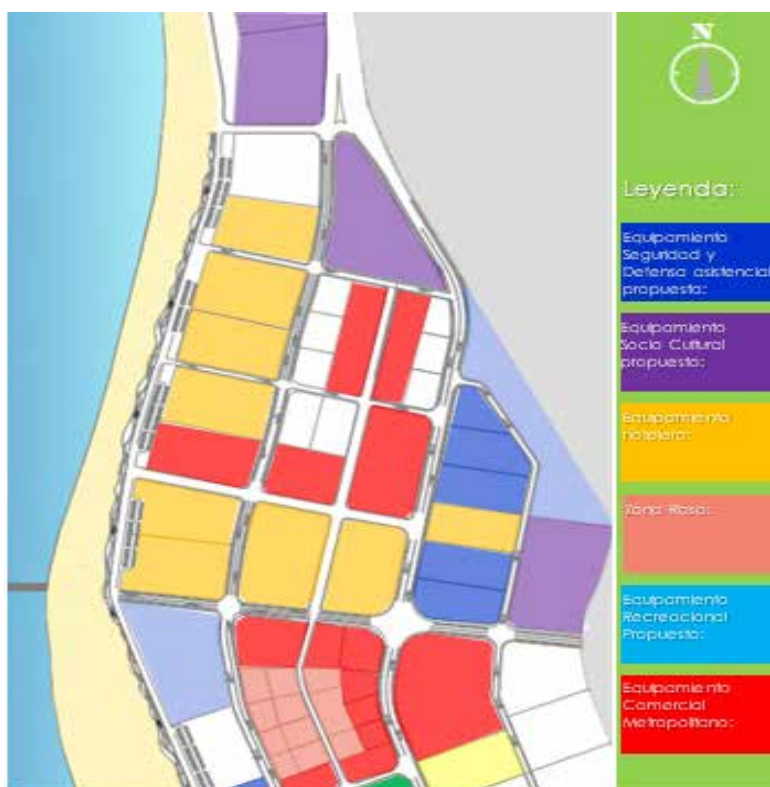 N
Leyenda:
Equipamiento
Seguridad y
Defensa asistencial
propuesta:
Equipamiento
Socio Cultural
propuesto:
Equipamiento
hotelero:
Zona Rosa:
Equipamiento
Recreacional
Propuesto:
Equipamiento
Comercial
Metropolitano: